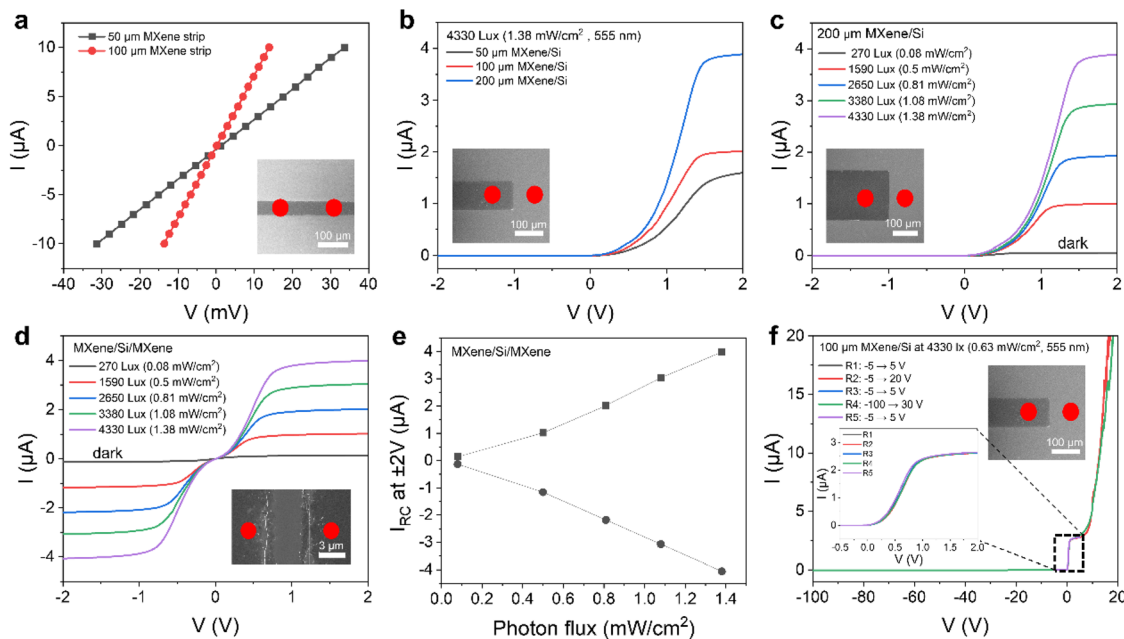 a
50 μm MXene strip
100 μm MXene strip
I (μA)
10
5
0
-5
-10
-40 -30 -20 -10 0 10 20 30 40
V (mV)
100 μm
b
4330 Lux (1.38 mW/cm², 555 nm)
50 μm MXene/Si
100 μm MXene/Si
200 μm MXene/Si
I (μA)
4
3
2
1
0
-2 -1 0 1 2
V (V)
100 μm
c
200 μm MXene/Si
270 Lux (0.08 mW/cm²)
1590 Lux (0.5 mW/cm²)
2650 Lux (0.81 mW/cm²)
3380 Lux (1.08 mW/cm²)
4330 Lux (1.38 mW/cm²)
I (μA)
4
3
2
1
0
-2 -1 0 1 2
V (V)
100 μm
dark
d
MXene/Si/MXene
270 Lux (0.08 mW/cm²)
1590 Lux (0.5 mW/cm²)
2650 Lux (0.81 mW/cm²)
3380 Lux (1.08 mW/cm²)
4330 Lux (1.38 mW/cm²)
dark
I (μA)
4
2
0
-2
-4
-2 -1 0 1 2
V (V)
3 μm
e
MXene/Si/MXene
I_RC at ±2V (μA)
4
3
2
1
0
-1
-2
-3
-4
0.0 0.2 0.4 0.6 0.8 1.0 1.2 1.4
Photon flux (mW/cm²)
f
100 μm MXene/Si at 4330 lx (0.63 mW/cm², 555 nm)
R1: -5 → 5 V
R2: -5 → 20 V
R3: -5 → 5 V
R4: -100 → 30 V
R5: -5 → 5 V
I (μA)
20
15
10
5
0
-100 -80 -60 -40 -20 0 20
V (V)
100 μm
R1
R2
R3
R4
R5
I (μA)
3
2
1
0
-0.5 0.0 0.5 1.0 1.5 2.0
V (V)